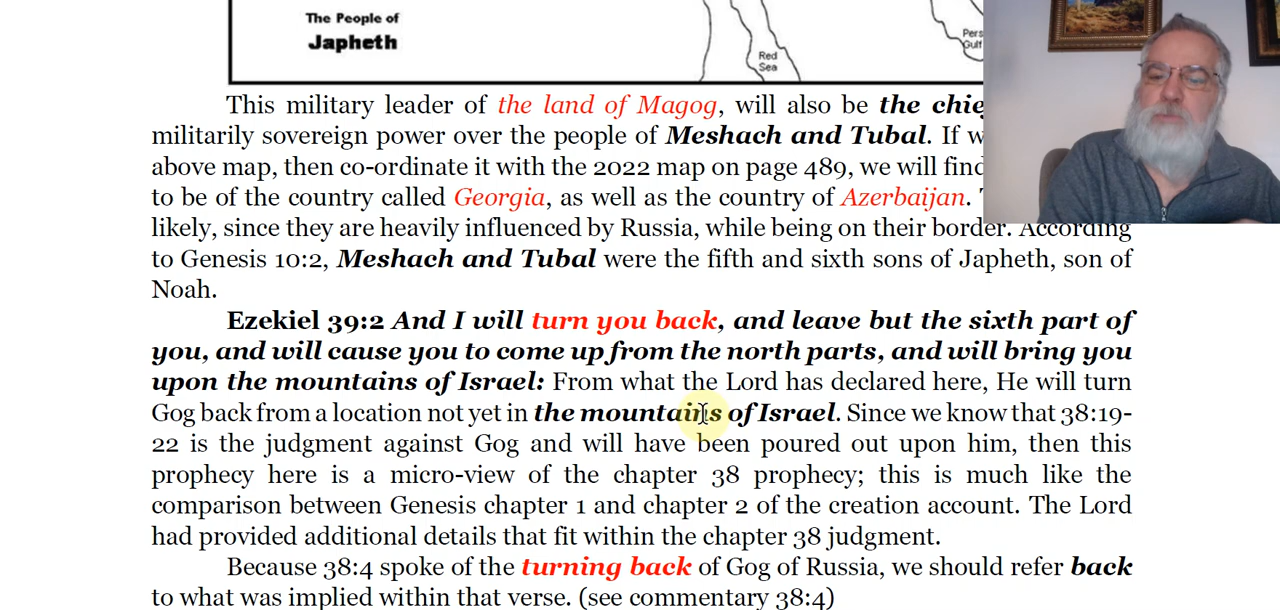 The People of
Japheth
Red
Sea
Gulf
This military leader of the land of Magog, will also be the
militarily sovereign power over the people of Meshach and Tubal. If
above map, then co-ordinate it with the 2022 map on page 489, we will find
to be of the country called Georgia, as well as the country of Azerbaijan.
likely, since they are heavily influenced by Russia, while being on their border. According
to Genesis 10:2, Meshach and Tubal were the fifth and sixth sons of Japheth, son of
Noah.
Ezekiel 39:2 And I will turn you back, and leave but the sixth part of
you, and will cause you to come up from the north parts, and will bring you
upon the mountains of Israel: From what the Lord has declared here, He will turn
Gog back from a location not yet in the mountains of Israel. Since we know that 38:19-
22 is the judgment against Gog and will have been poured out upon him, then this
prophecy here is a micro-view of the chapter 38 prophecy; this is much like the
comparison between Genesis chapter 1 and chapter 2 of the creation account. The Lord
had provided additional details that fit within the chapter 38 judgment.
Because 38:4 spoke of the turning back of Gog of Russia, we should refer back
to what was implied within that verse. (see commentary 38:4)